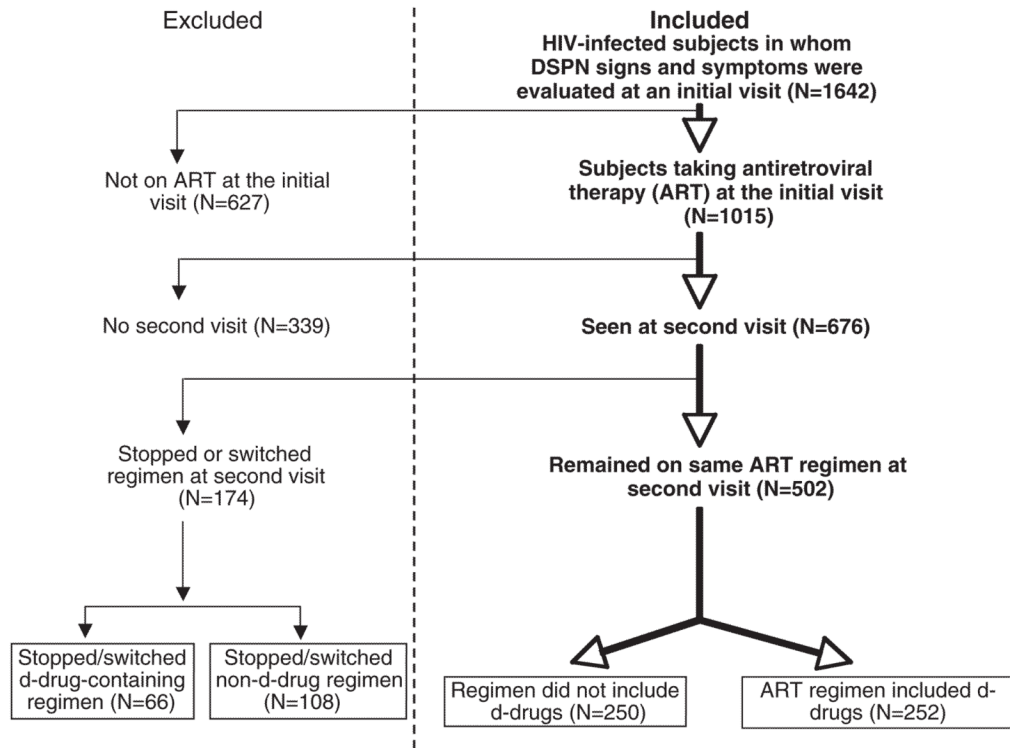 Excluded
Included
HIV-infected subjects in whom
DSPN signs and symptoms were
evaluated at an initial visit (N=1642)
Not on ART at the initial
visit (N=627)
Subjects taking antiretroviral
therapy (ART) at the initial visit
(N=1015)
No second visit (N=339)
Seen at second visit (N=676)
Stopped or switched
regimen at second visit
(N=174)
Remained on same ART regimen at
second visit (N=502)
Stopped/switched
d-drug-containing
regimen (N=66)
Stopped/switched
non-d-drug regimen
(N=108)
Regimen did not include
d-drugs (N=250)
ART regimen included d-
drugs (N=252)